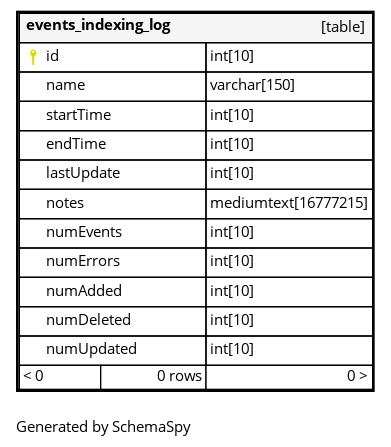 events_indexing_log [table]
id int[10]
name varchar[150]
startTime int[10]
endTime int[10]
lastUpdate int[10]
notes mediumtext[16777215]
numEvents int[10]
numErrors int[10]
numAdded int[10]
numDeleted int[10]
numUpdated int[10]
< 0 0 rows 0 >
Generated by SchemaSpy